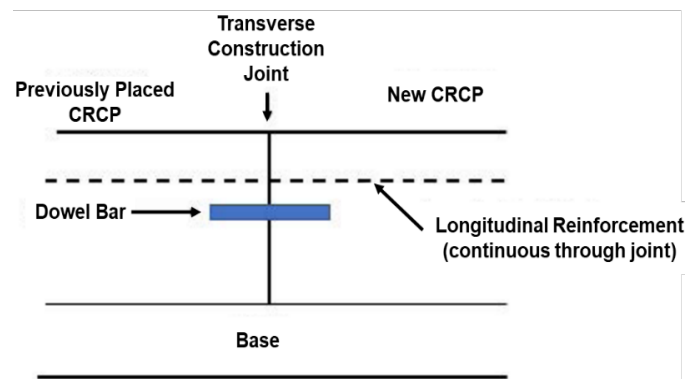 Transverse
Construction
Joint
Previously Placed
CRCP
New CRCP
Dowel Bar
Longitudinal Reinforcement
(continuous through joint)
Base